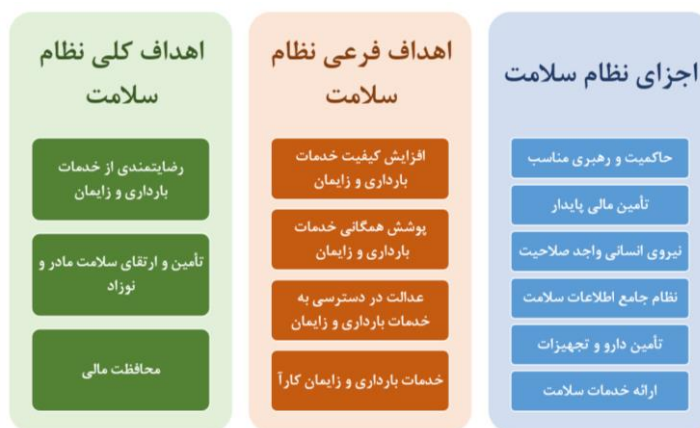 اجزای نظام سلامت
حاکمیت و رهبری مناسب
تأمین مالی پایدار
نیروی انسانی واجد صلاحیت
نظام جامع اطلاعات سلامت
تأمین دارو و تجهیزات
ارائه خدمات سلامت
اهداف فرعی نظام
سلامت
افزایش کیفیت خدمات
بارداری و زایمان
پوشش همگانی خدمات
بارداری و زایمان
عدالت در دسترسی به
خدمات بارداری و زایمان
خدمات بارداری و زایمان کارآ
اهداف کلی نظام
سلامت
رضایتمندی از خدمات
بارداری و زایمان
تأمین و ارتقای سلامت مادر و
نوزاد
محافظت مالی